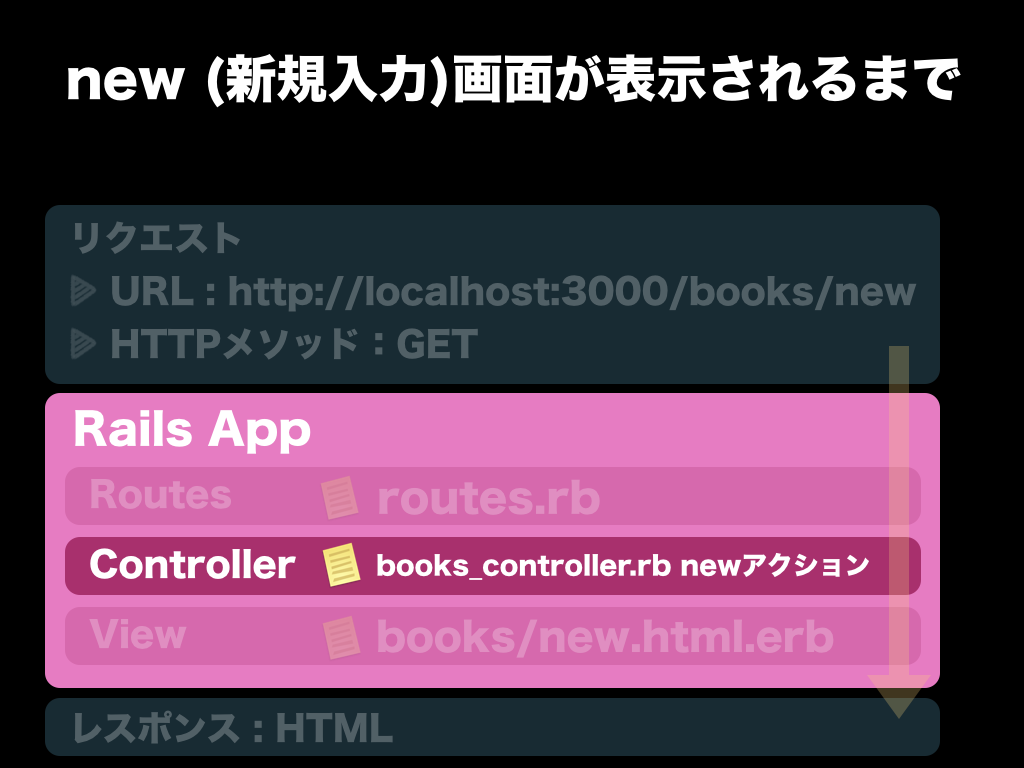 new (新規入力)画面が表示されるまで
リクエスト
URL : http://localhost:3000/books/new
HTTPメソッド：GET
Rails App
Routes routes.rb
Controller books_controller.rb newアクション
View books/new.html.erb
レスポンス : HTML